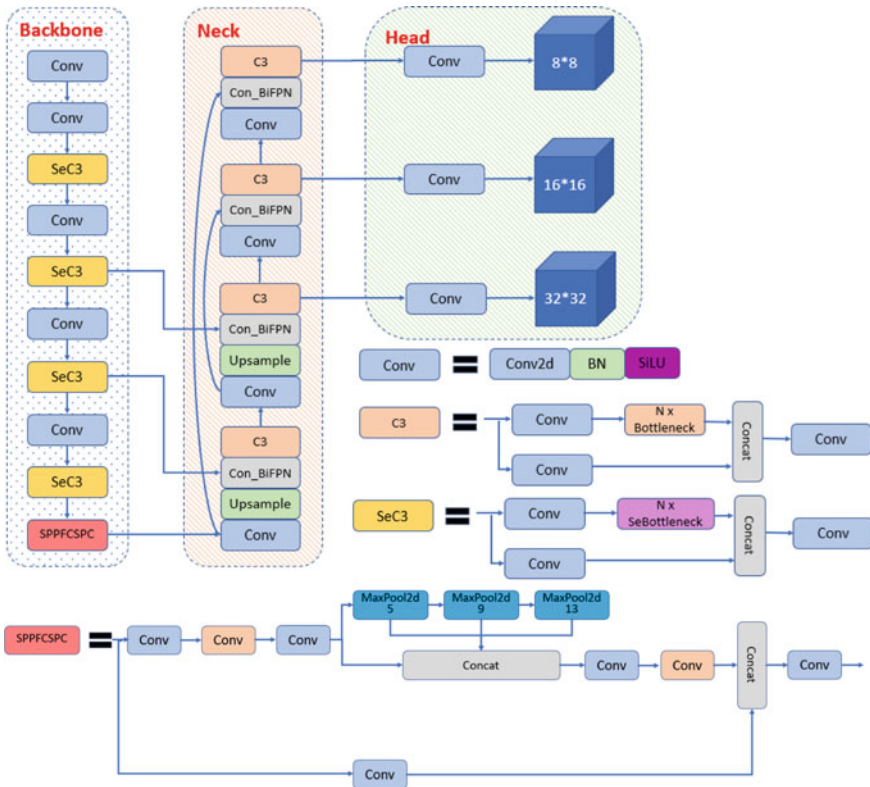 Backbone
Conv
Conv
SeC3
Conv
SeC3
Conv
SeC3
Conv
SeC3
SPPFCSPC
Neck
C3
Con_BiFPN
Conv
C3
Con_BiFPN
Conv
C3
Con_BiFPN
Upsample
Conv
C3
Con_BiFPN
Upsample
Conv
Head
Conv
8*8
Conv
16*16
Conv
32*32
Conv = Conv2d BN SiLU
C3 = Conv
N x
Bottleneck
Conv
Concat
Conv
SeC3 = Conv
N x
SeBottleneck
Conv
Concat
Conv
SPPFCSPC = Conv Conv Conv
MaxPool2d
5
MaxPool2d
9
MaxPool2d
13
Concat
Conv
Conv
Concat
Conv
Conv